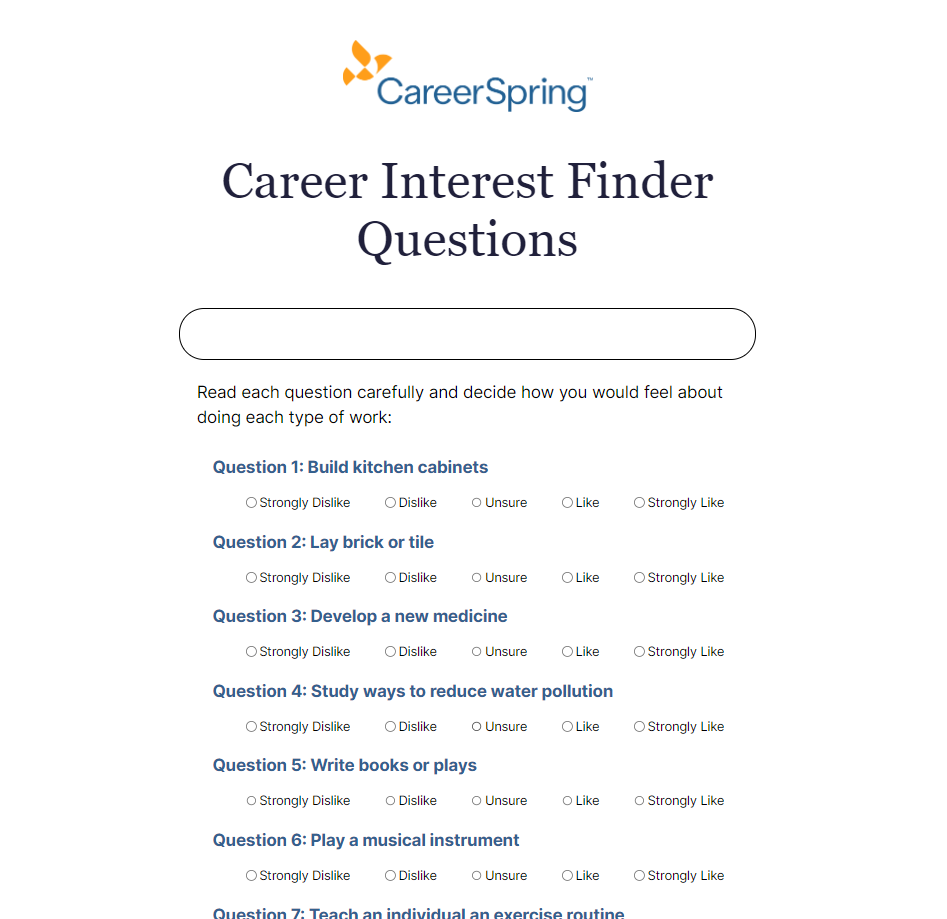 CareerSpring™
Career Interest Finder
Questions
Read each question carefully and decide how you would feel about
doing each type of work:
Question 1: Build kitchen cabinets
Strongly Dislike Dislike Unsure Like Strongly Like
Question 2: Lay brick or tile
Strongly Dislike Dislike Unsure Like Strongly Like
Question 3: Develop a new medicine
Strongly Dislike Dislike Unsure Like Strongly Like
Question 4: Study ways to reduce water pollution
Strongly Dislike Dislike Unsure Like Strongly Like
Question 5: Write books or plays
Strongly Dislike Dislike Unsure Like Strongly Like
Question 6: Play a musical instrument
Strongly Dislike Dislike Unsure Like Strongly Like
Question 7: Teach an individual an exercise routine